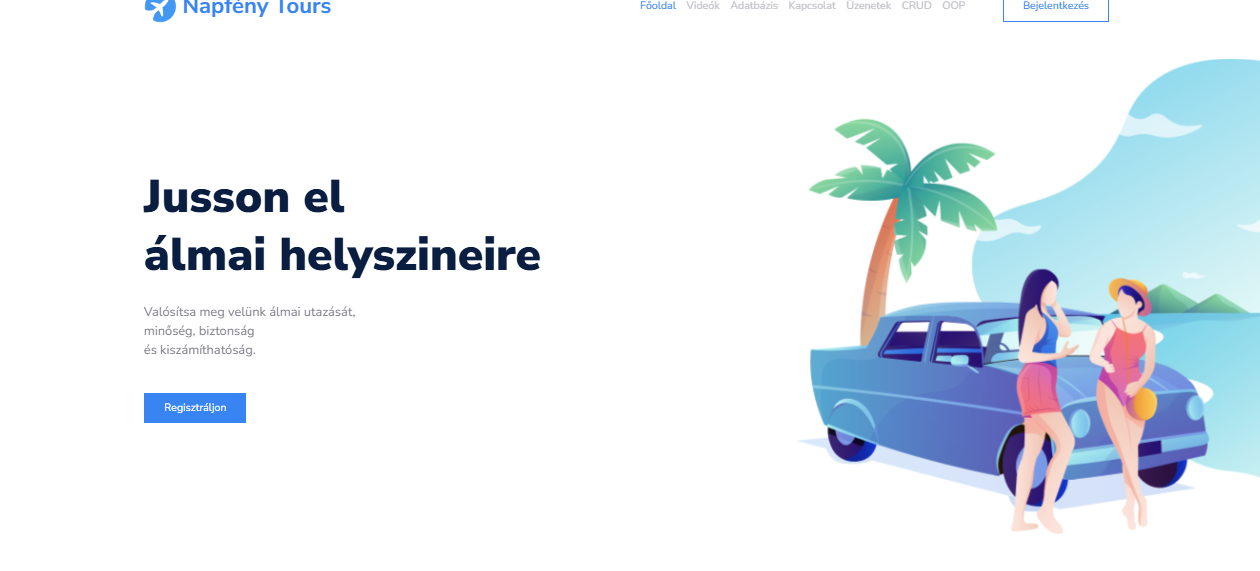 Napfény Tours
Főoldal Videók Adatbázis Kapcsolat Üzenetek CRUD OOP Bejelentkezés
Jusson el
álmai helyszineire
Valósítsa meg velünk álmai utazását,
minőség, biztonság
és kiszámíthatóság.
Regisztráljon